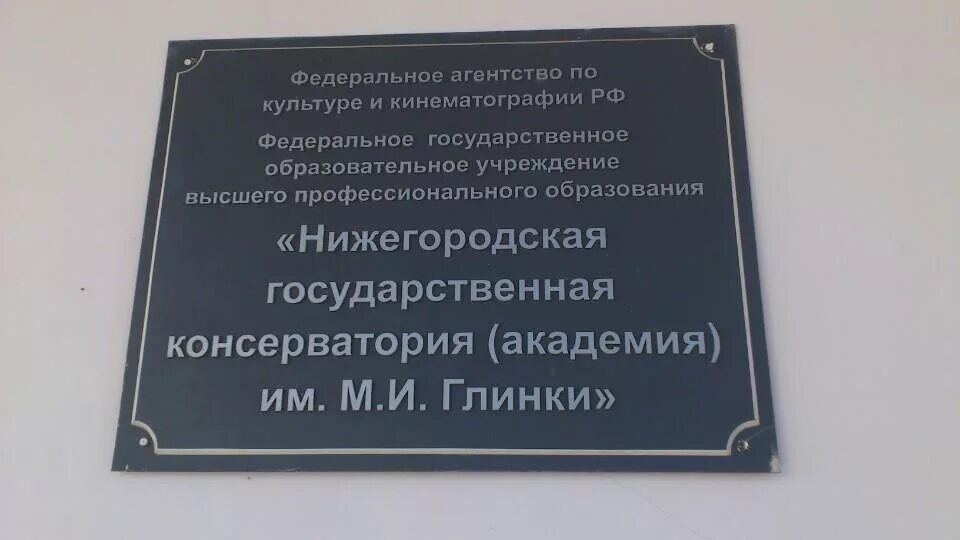 Федеральное агентство по
культуре и кинематографии РФ
Федеральное государственное
образовательное учреждение
высшего профессионального образования
«Нижегородская
государственная
консерватория (академия)
им. М.И. Глинки»